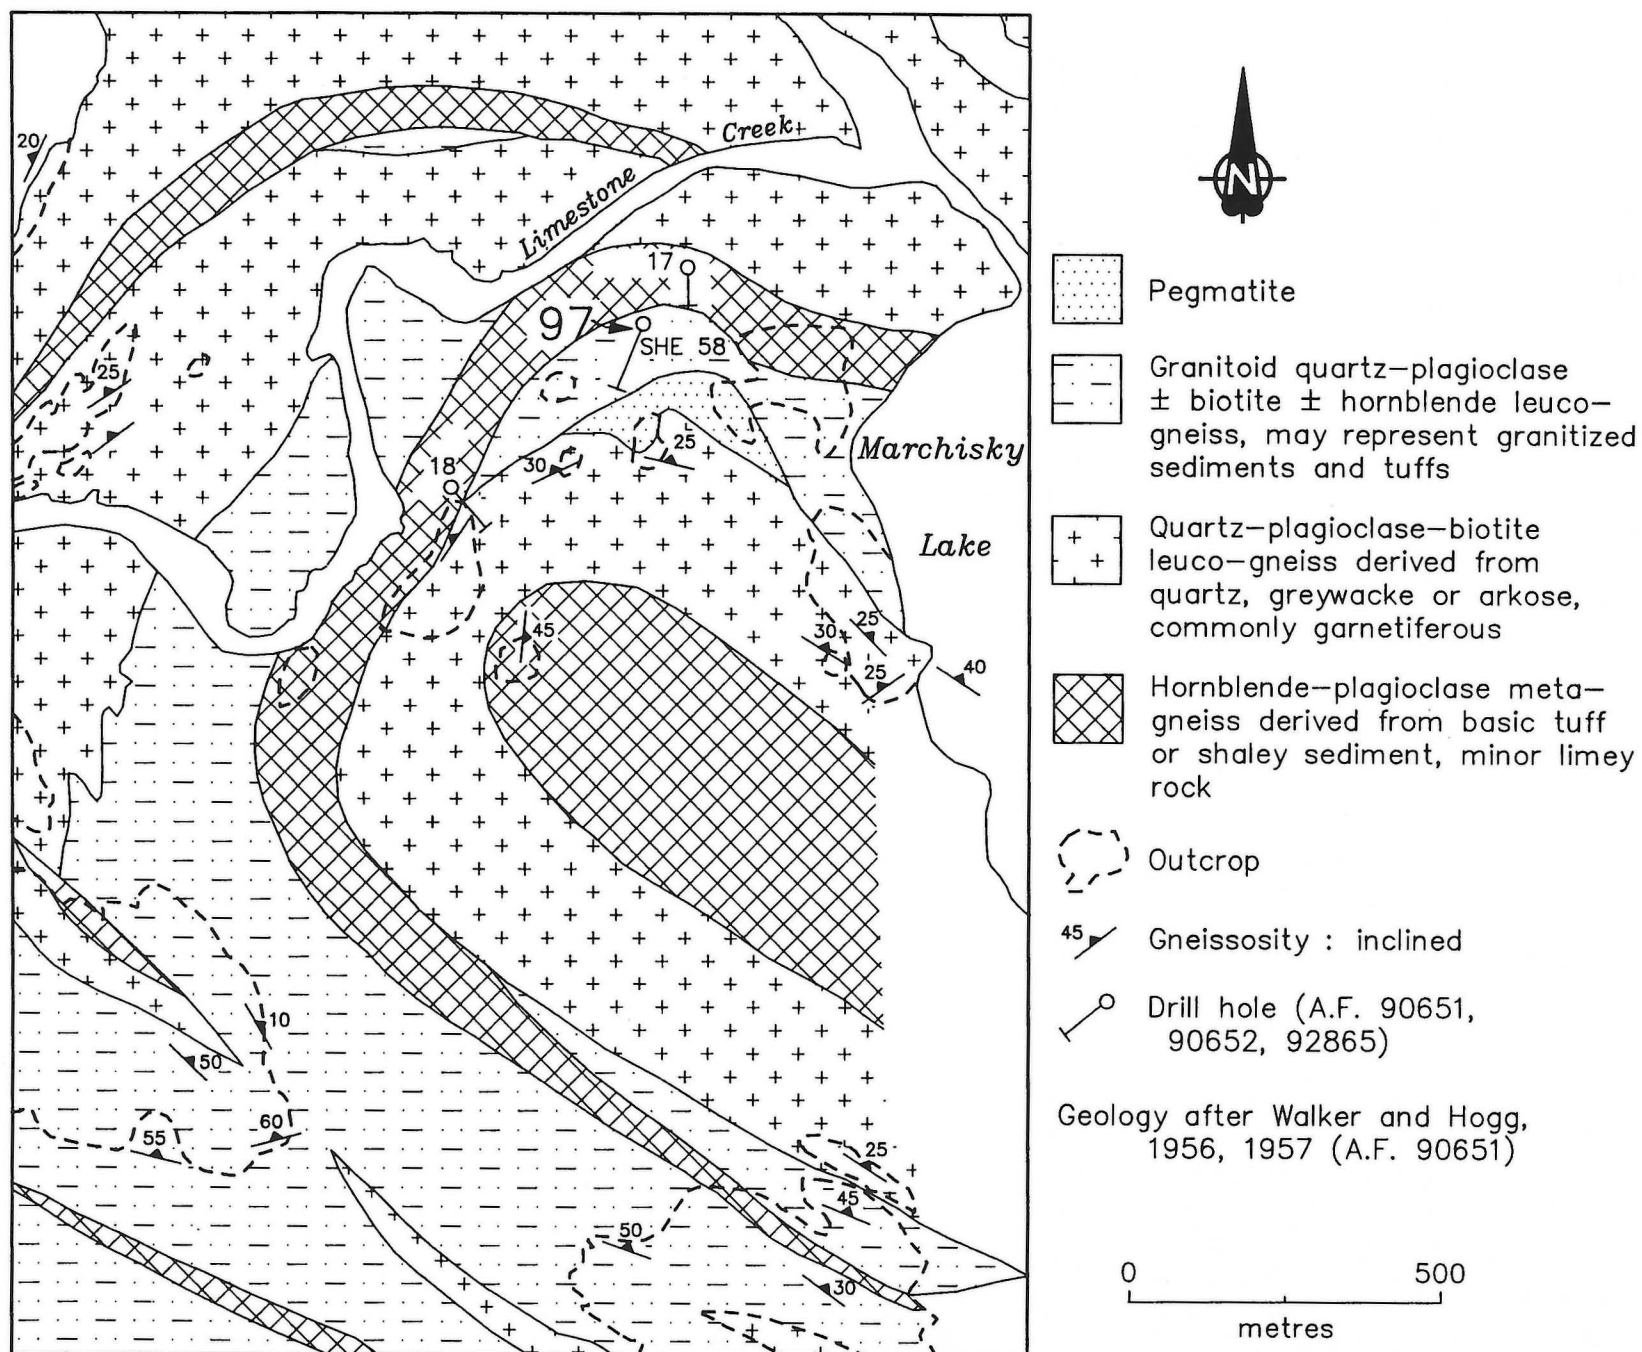 20
Creek
Limestone
17
97
SHE 58
25
Marchisky
25
30
18
Lake
45
25
30
25
40
10
50
60
55
25
45
50
30
N
Pegmatite
Granitoid quartz–plagioclase
± biotite ± hornblende leuco–
gneiss, may represent granitized
sediments and tuffs
Quartz–plagioclase–biotite
leuco–gneiss derived from
quartz, greywacke or arkose,
commonly garnetiferous
Hornblende–plagioclase meta–
gneiss derived from basic tuff
or shaley sediment, minor limey
rock
Outcrop
45
Gneissosity : inclined
Drill hole (A.F. 90651,
90652, 92865)
Geology after Walker and Hogg,
1956, 1957 (A.F. 90651)
0 500
metres